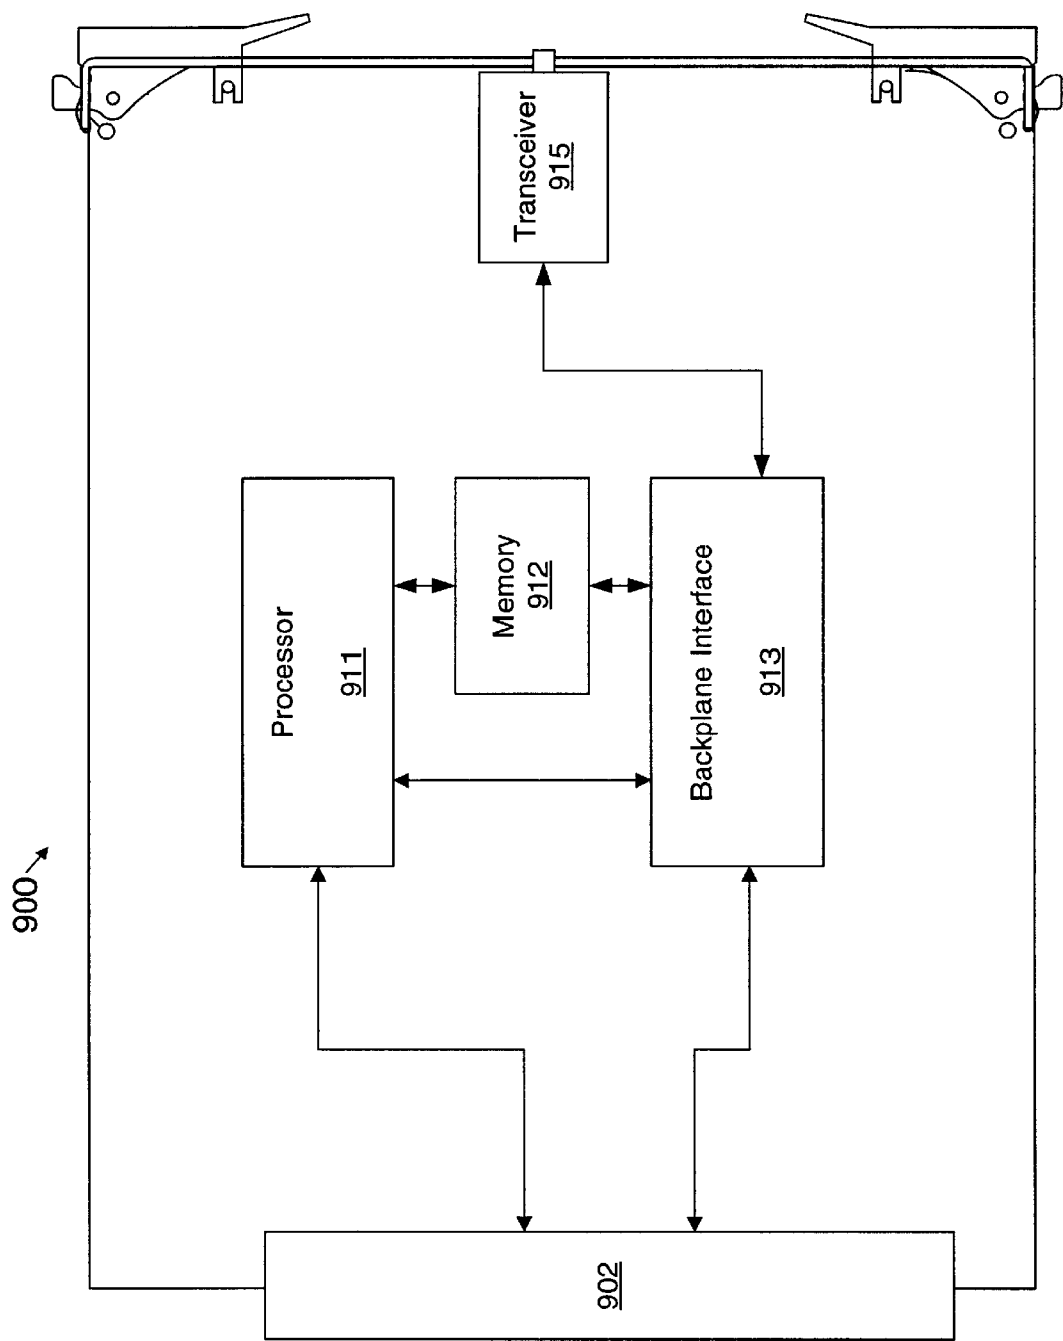 900
Processor
911
Memory
912
Backplane Interface
913
Transceiver
915
902